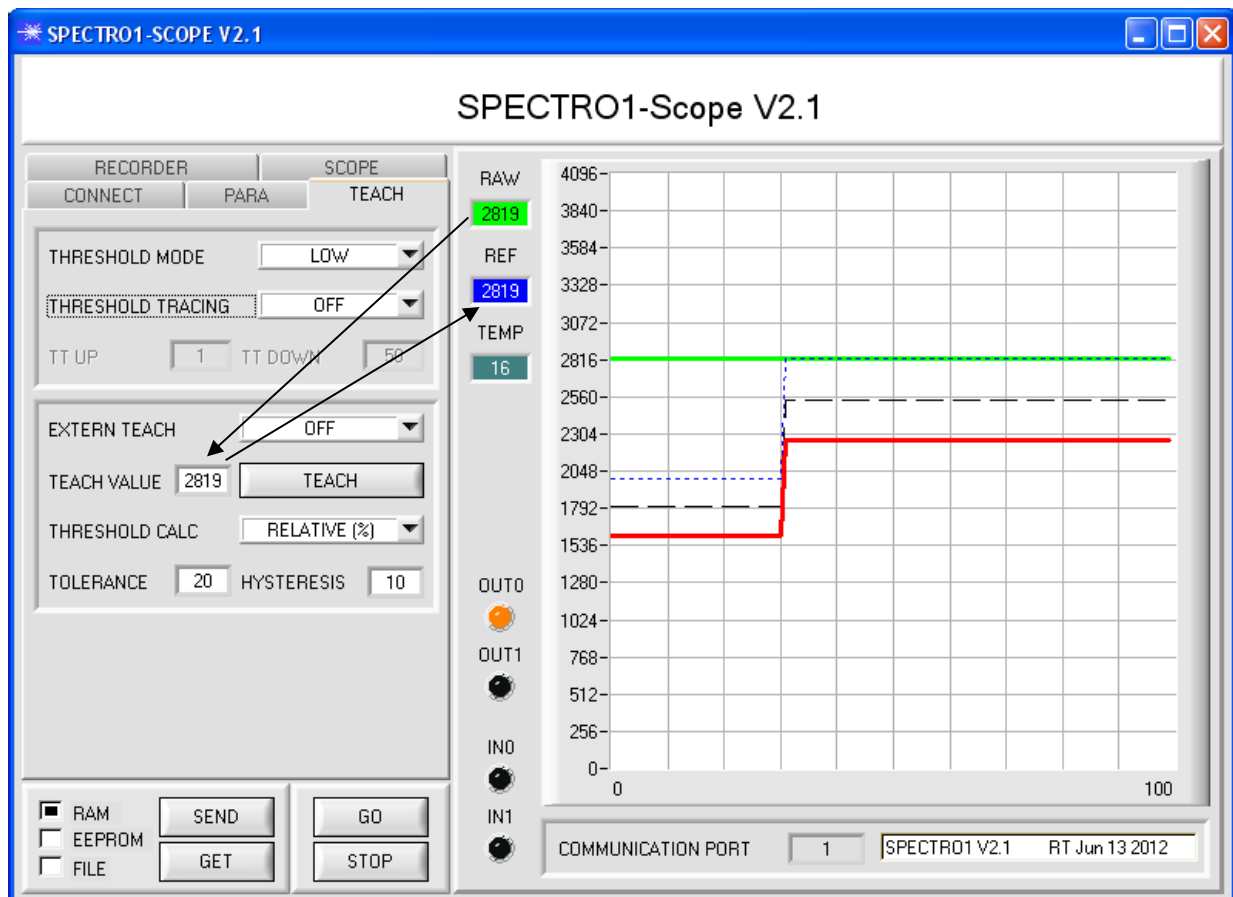 SPECTRO1-SCOPE V2.1
SPECTRO1-Scope V2.1
RECORDER SCOPE
CONNECT PARA TEACH
THRESHOLD MODE LOW
THRESHOLD TRACING OFF
TT UP 1 TT DOWN 50
EXTERN TEACH OFF
TEACH VALUE 2819 TEACH
THRESHOLD CALC RELATIVE (%)
TOLERANCE 20 HYSTERESIS 10
RAM
EEPROM
FILE
SEND
GET
GO
STOP
RAW
2819
REF
2819
TEMP
16
OUT0
OUT1
IN0
IN1
4096
3840
3584
3328
3072
2816
2560
2304
2048
1792
1536
1280
1024
768
512
256
0
0 100
COMMUNICATION PORT 1 SPECTRO1 V2.1 RT Jun 13 2012